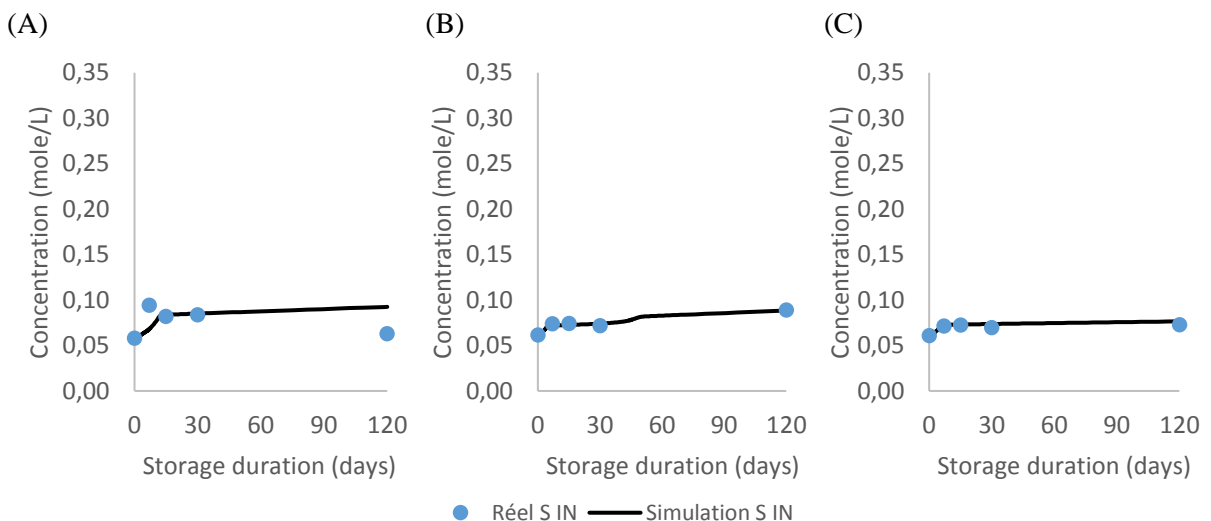 (A)
Concentration (mole/L)
0,35
0,30
0,25
0,20
0,15
0,10
0,05
0,00
0 30 60 90 120
Storage duration (days)
(B)
Concentration (mole/L)
0,35
0,30
0,25
0,20
0,15
0,10
0,05
0,00
0 30 60 90 120
Storage duration (days)
(C)
Concentration (mole/L)
0,35
0,30
0,25
0,20
0,15
0,10
0,05
0,00
0 30 60 90 120
Storage duration (days)
Réel S IN Simulation S IN